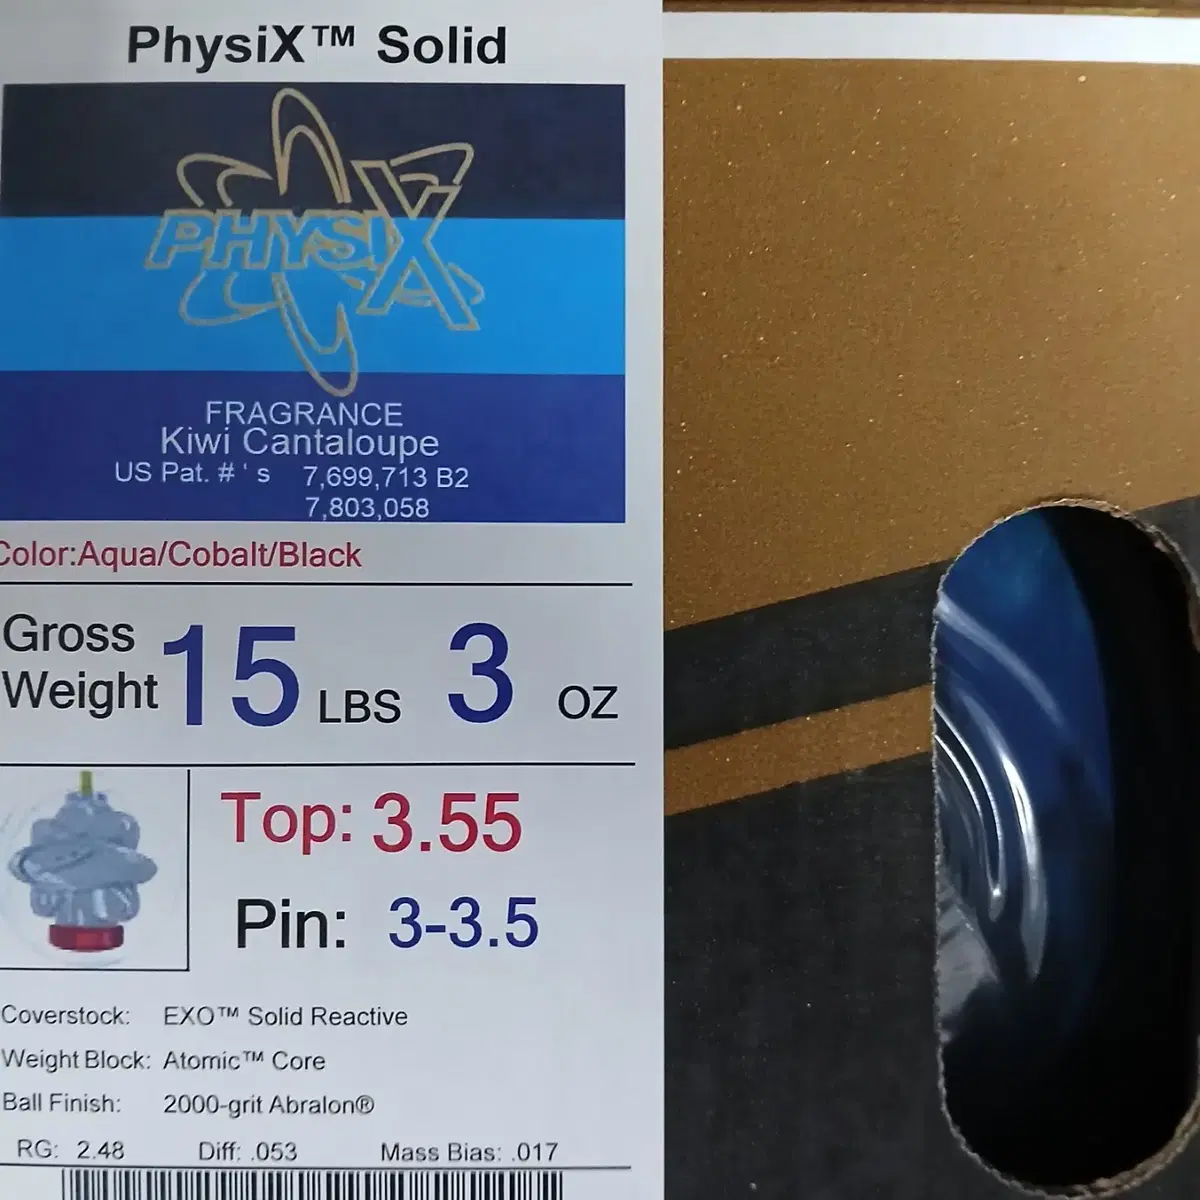 PhysiX™ Solid
PHYSIX
FRAGRANCE
Kiwi Cantaloupe
US Pat. # ' s 7,699,713 B2
7,803,058
Color:Aqua/Cobalt/Black
Gross Weight 15 LBS 3 OZ
Top: 3.55
Pin: 3-3.5
Coverstock: EXO™ Solid Reactive
Weight Block: Atomic™ Core
Ball Finish: 2000-grit Abralon®
RG: 2.48 Diff: .053 Mass Bias: .017